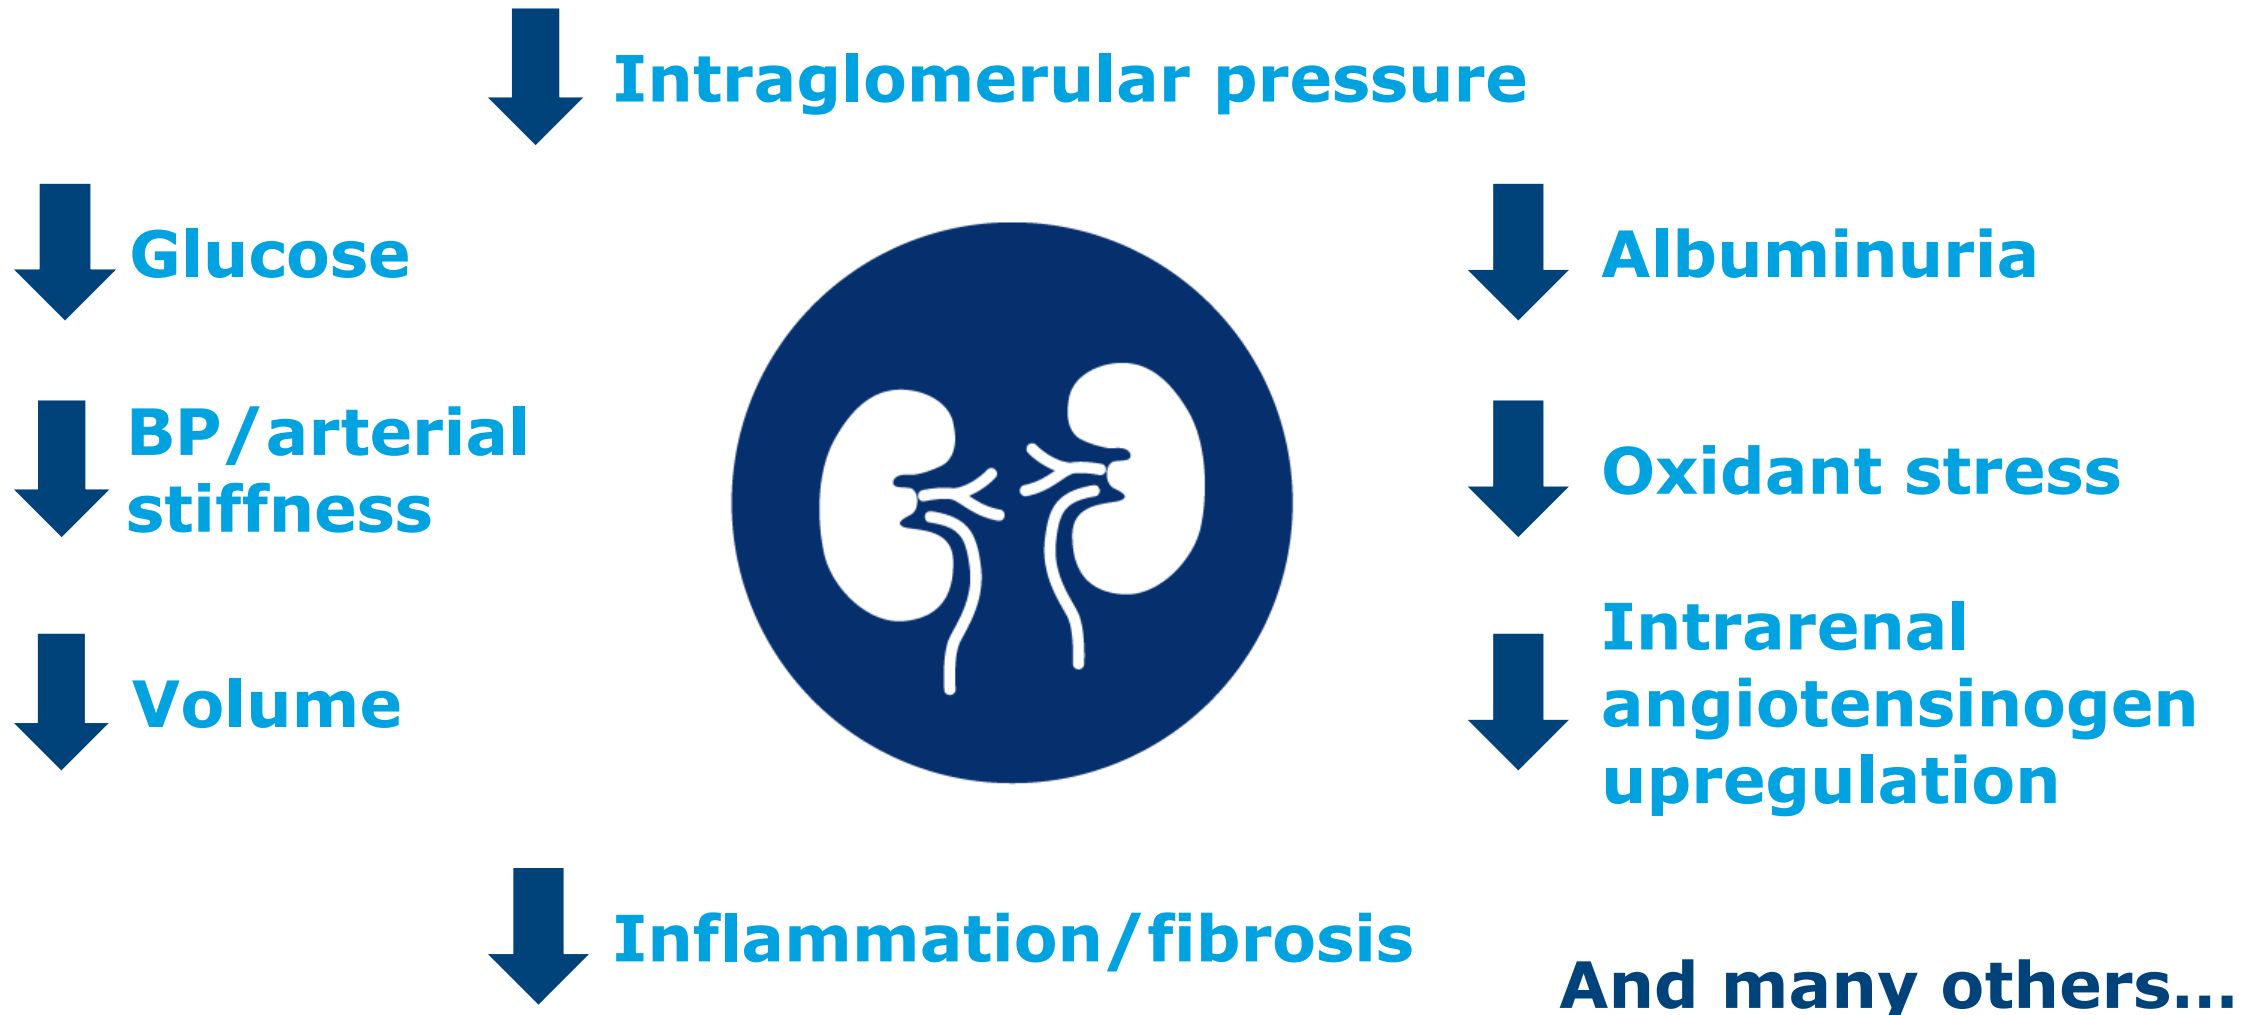 Intraglomerular pressure
Glucose
Albuminuria
BP/arterial
stiffness
Oxidant stress
Volume
Intrarenal
angiotensinogen
upregulation
Inflammation/fibrosis
And many others...